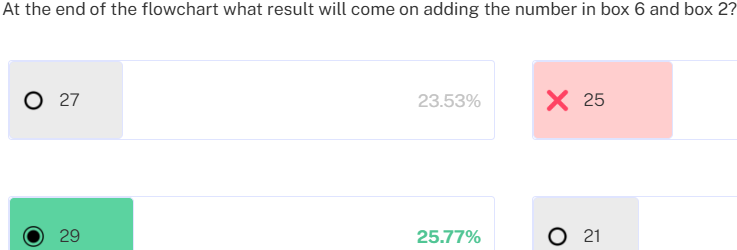 At the end of the flowchart what result will come on adding the number in box 6 and box 2?
27 23.53% 25
29 25.77% 21